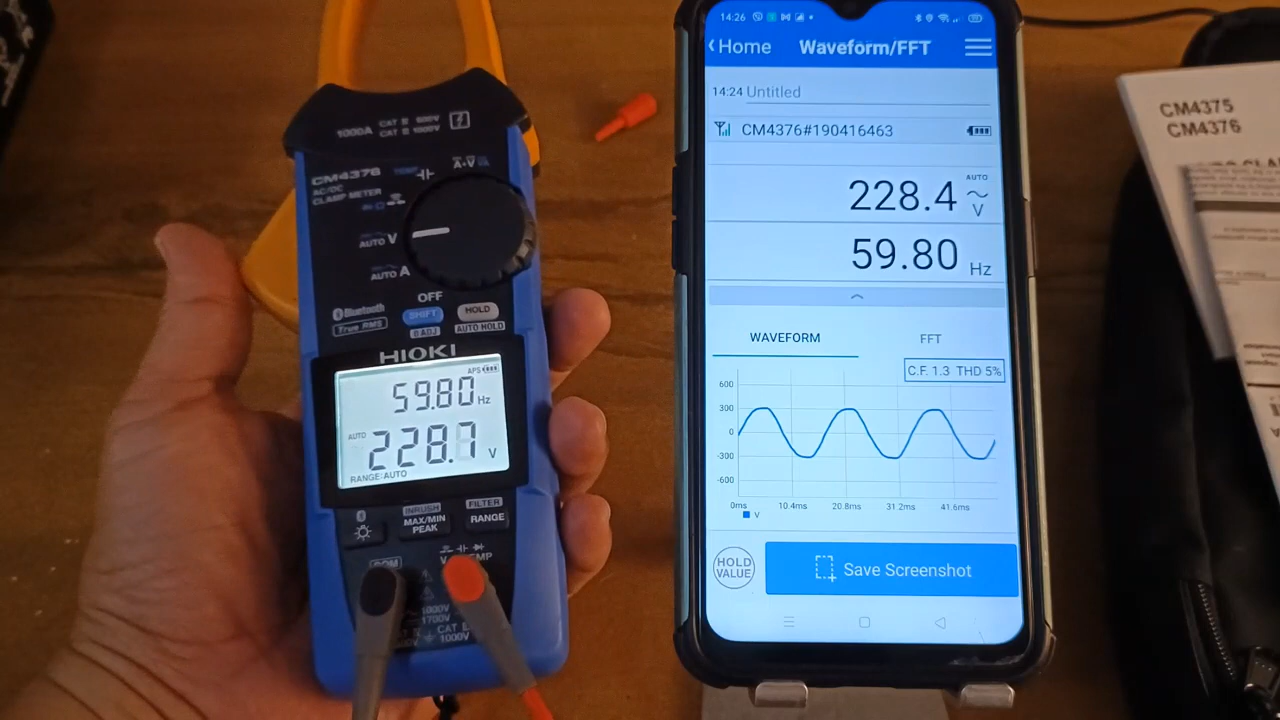 1000A
CAT III 1000V
CM4376
AC/DC
CLAMP METER
A+V
AUTO V
AUTO A
OFF
Bluetooth
True RMS
SHIFT
HOLD
0 ADJ
AUTO HOLD
HIOKI
APS
59.80 Hz
AUTO
228.7 V
RANGE:AUTO
INRUSH
FILTER
MAX/MIN
PEAK
RANGE
COM
1000V
1700V
1000V
14:26
Home
Waveform/FFT
14:24 Untitled
CM4376#190416463
AUTO
228.4 V
59.80 Hz
WAVEFORM
FFT
C.F. 1.3 THD 5%
600
300
0
-300
-600
0ms
10.4ms
20.8ms
31.2ms
41.6ms
V
HOLD
VALUE
Save Screenshot
CM4375
CM4376